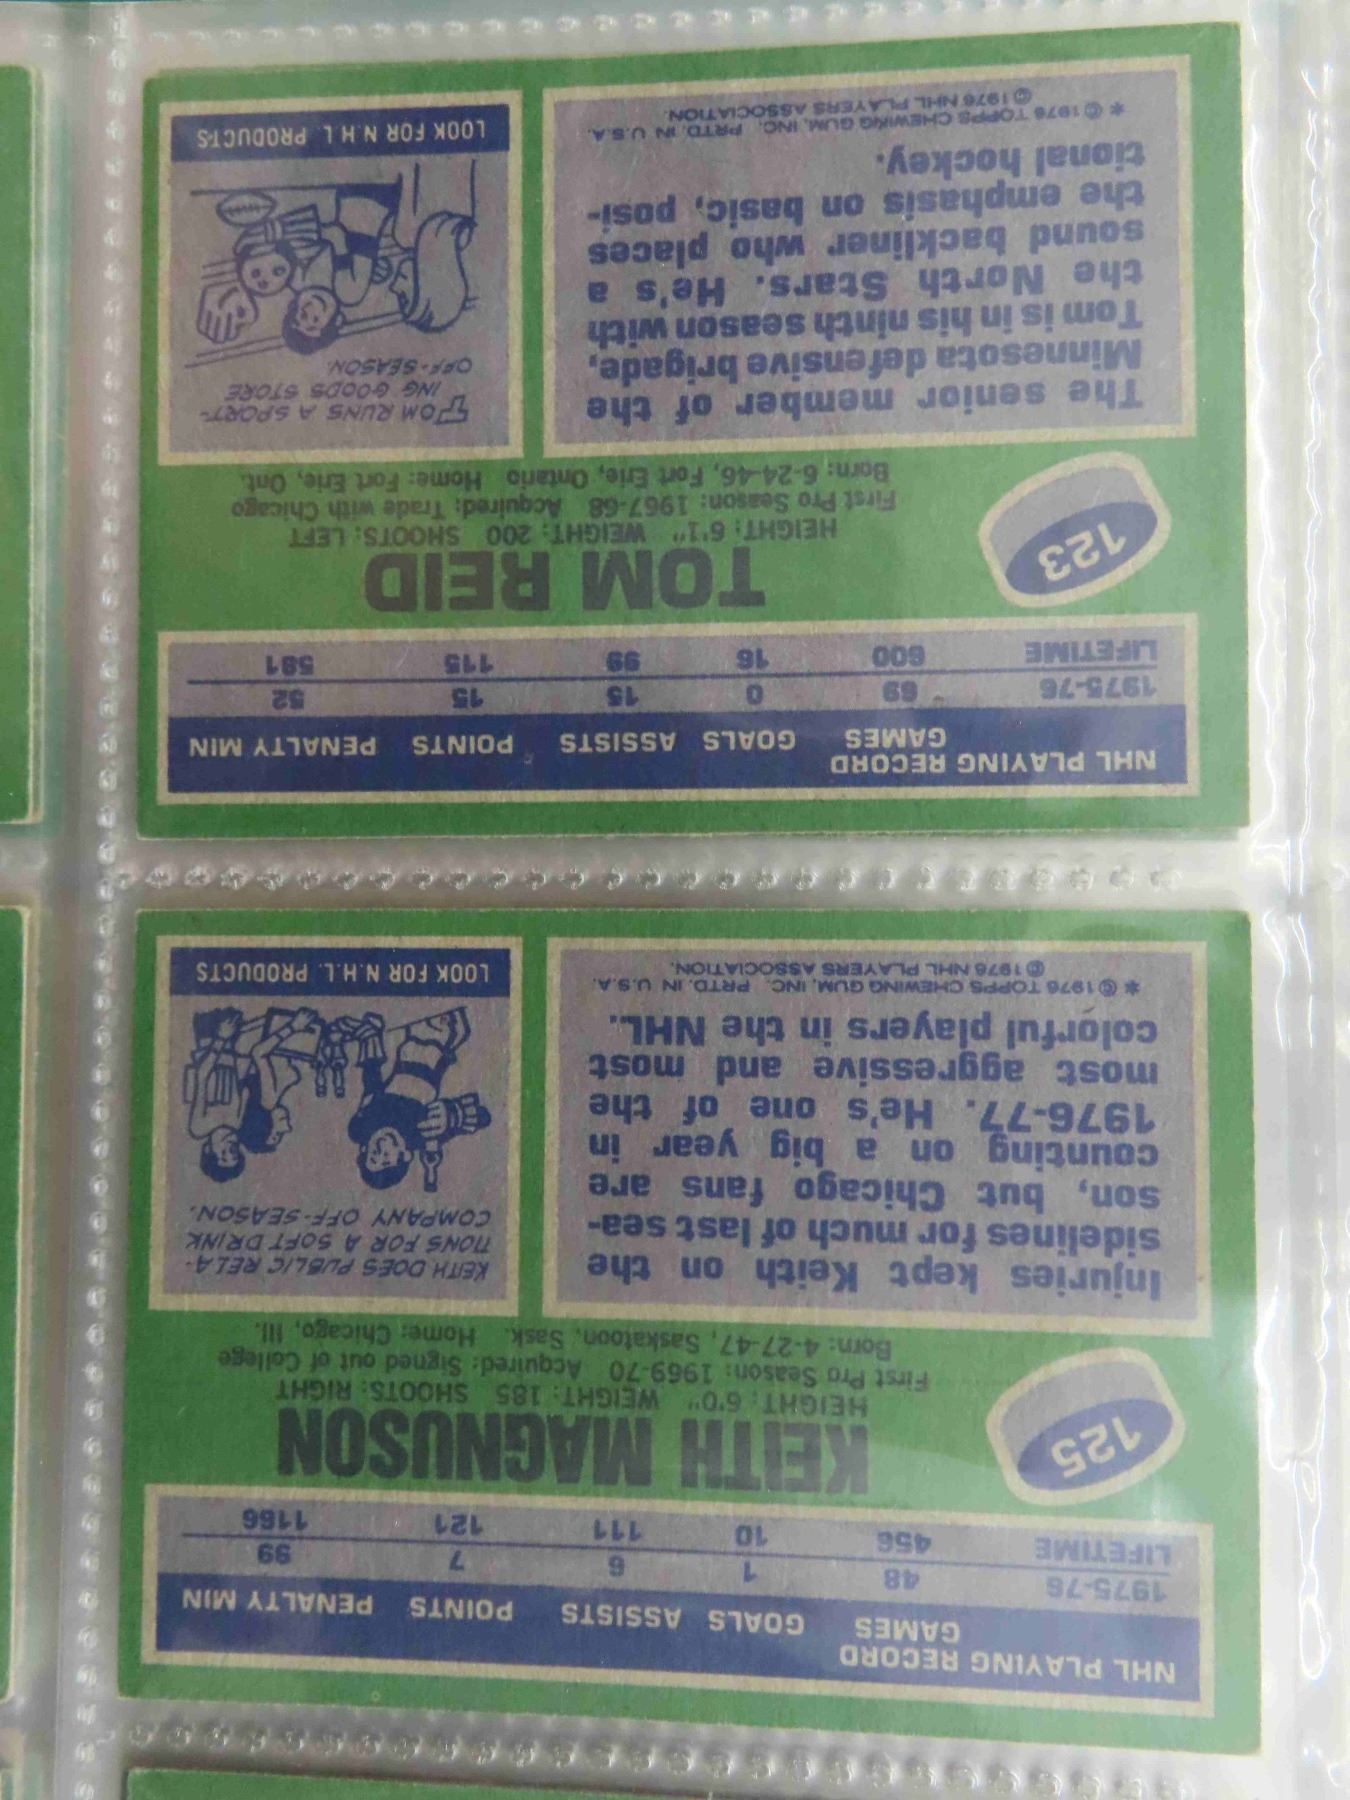 NHL PLAYING RECORD
GAMES GOALS ASSISTS POINTS PENALTY MIN
1975-76 48 1 6 7 99
LIFETIME 456 10 111 121 1166
125
KEITH MAGNUSON
HEIGHT: 6'0" WEIGHT: 185 SHOOTS: RIGHT
First Pro Season: 1969-70 Acquired: Signed out of College
Born: 4-27-47, Saskatoon, Sask. Home: Chicago, Ill.
Injuries kept Keith on the
sidelines for much of last sea-
son, but Chicago fans are
counting on a big year in
1976-77. He's one of the
most aggressive and most
colorful players in the NHL.
* © 1976 TOPPS CHEWING GUM, INC. PRTD. IN U.S.A.
© 1976 NHL PLAYERS ASSOCIATION.
KEITH DOES PUBLIC RELA-
TIONS FOR A SOFT DRINK
COMPANY OFF-SEASON.
LOOK FOR N.H.L. PRODUCTS
NHL PLAYING RECORD
GAMES GOALS ASSISTS POINTS PENALTY MIN
1975-76 69 0 15 15 52
LIFETIME 600 16 99 115 581
123
TOM REID
HEIGHT: 6'1" WEIGHT: 200 SHOOTS: LEFT
First Pro Season: 1967-68 Acquired: Trade with Chicago
Born: 6-24-46, Fort Erie, Ontario Home: Fort Erie, Ont.
The senior member of the
Minnesota defensive brigade,
Tom is in his ninth season with
the North Stars. He's a
sound backliner who places
the emphasis on basic, posi-
tional hockey.
* © 1976 TOPPS CHEWING GUM, INC. PRTD. IN U.S.A.
© 1976 NHL PLAYERS ASSOCIATION.
TOM RUNS A SPORT-
ING GOODS STORE
OFF-SEASON.
LOOK FOR N.H.L. PRODUCTS